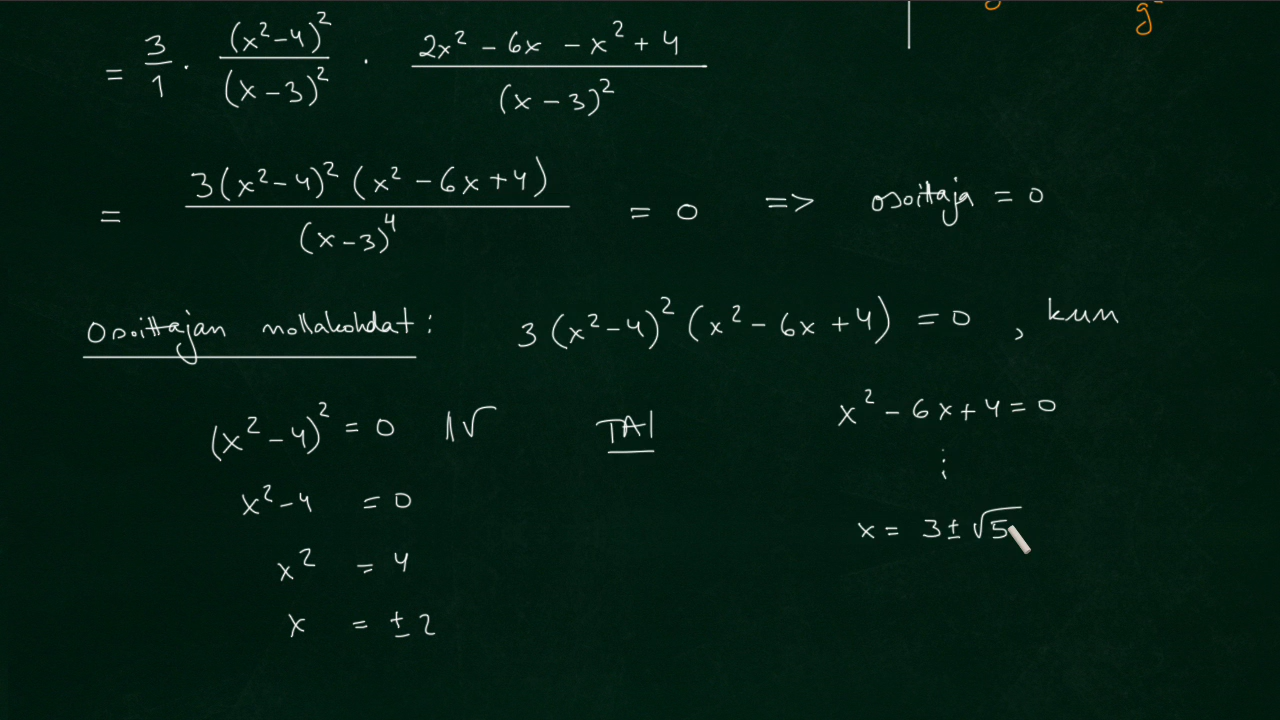 = 3/1 · (x²-4)²/(x-3)² · (2x² - 6x - x² + 4)/(x-3)²
= 3(x²-4)² (x² - 6x + 4)/(x-3)⁴ = 0 => osoittaja = 0
Osoittajan nollakohdat: 3(x²-4)² (x² - 6x + 4) = 0 , kun
(x²-4)² = 0 |√ TAI x² - 6x + 4 = 0
x²-4 = 0 ⋮
x² = 4 x = 3 ± √5
x = ±2